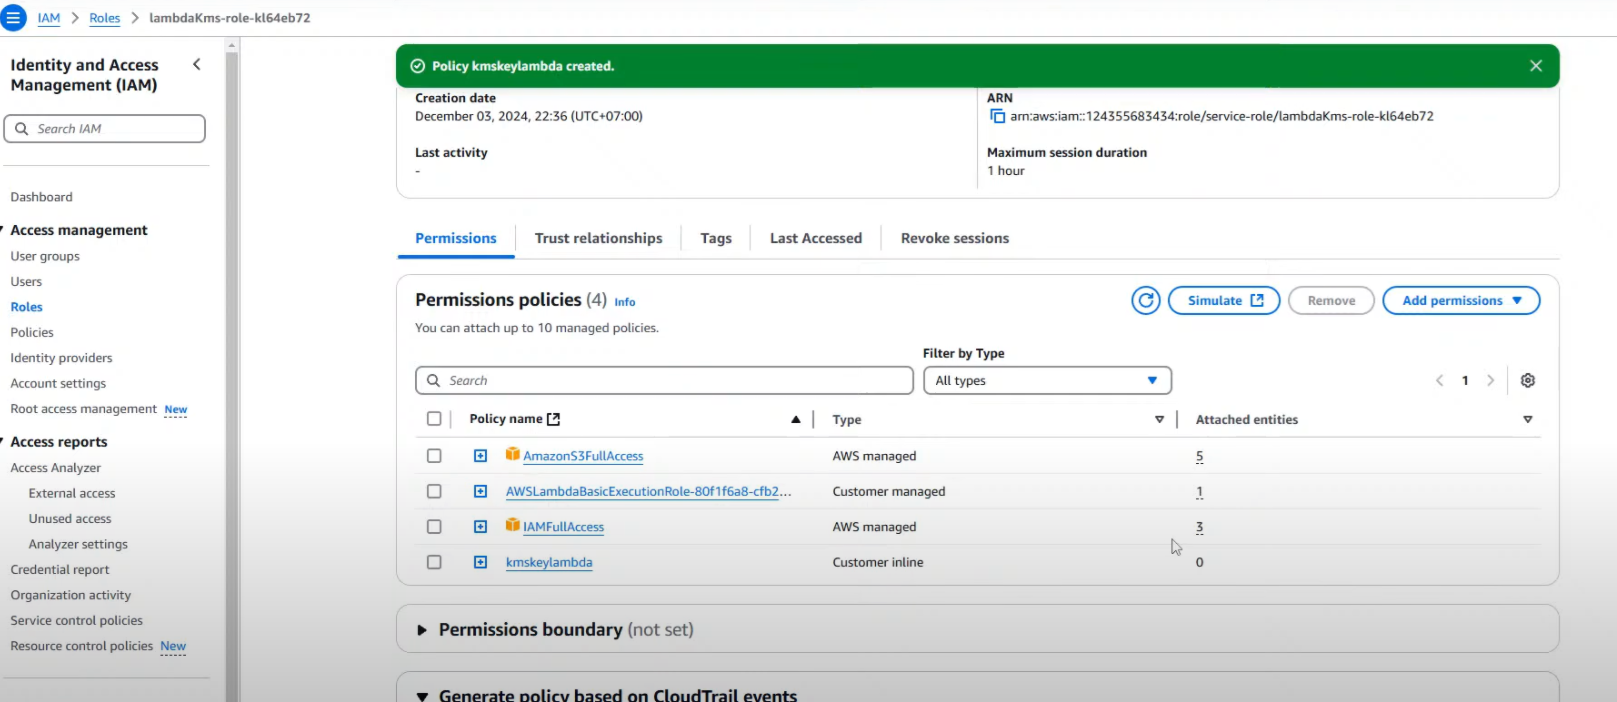 IAM > Roles > lambdaKms-role-kl64eb72
Identity and Access
Management (IAM)
Search IAM
Dashboard
Access management
User groups
Users
Roles
Policies
Identity providers
Account settings
Root access management New
Access reports
Access Analyzer
External access
Unused access
Analyzer settings
Credential report
Organization activity
Service control policies
Resource control policies New
Policy kmskeylambda created.
Creation date
December 03, 2024, 22:36 (UTC+07:00)
Last activity
-
ARN
arn:aws:iam::124355683434:role/service-role/lambdaKms-role-kl64eb72
Maximum session duration
1 hour
Permissions Trust relationships Tags Last Accessed Revoke sessions
Permissions policies (4) Info
Simulate Remove Add permissions
You can attach up to 10 managed policies.
Filter by Type
Search All types 1
Policy name Type Attached entities
AmazonS3FullAccess AWS managed 5
AWSLambdaBasicExecutionRole-80f1f6a8-cfb2... Customer managed 1
IAMFullAccess AWS managed 3
kmskeylambda Customer inline 0
Permissions boundary (not set)
Generate policy based on CloudTrail events